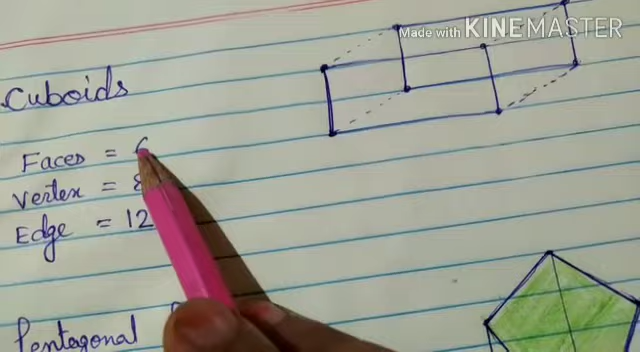 Made with KINEMASTER
Cuboids
Faces = 6
Vertex = 8
Edge = 12
Pentagonal